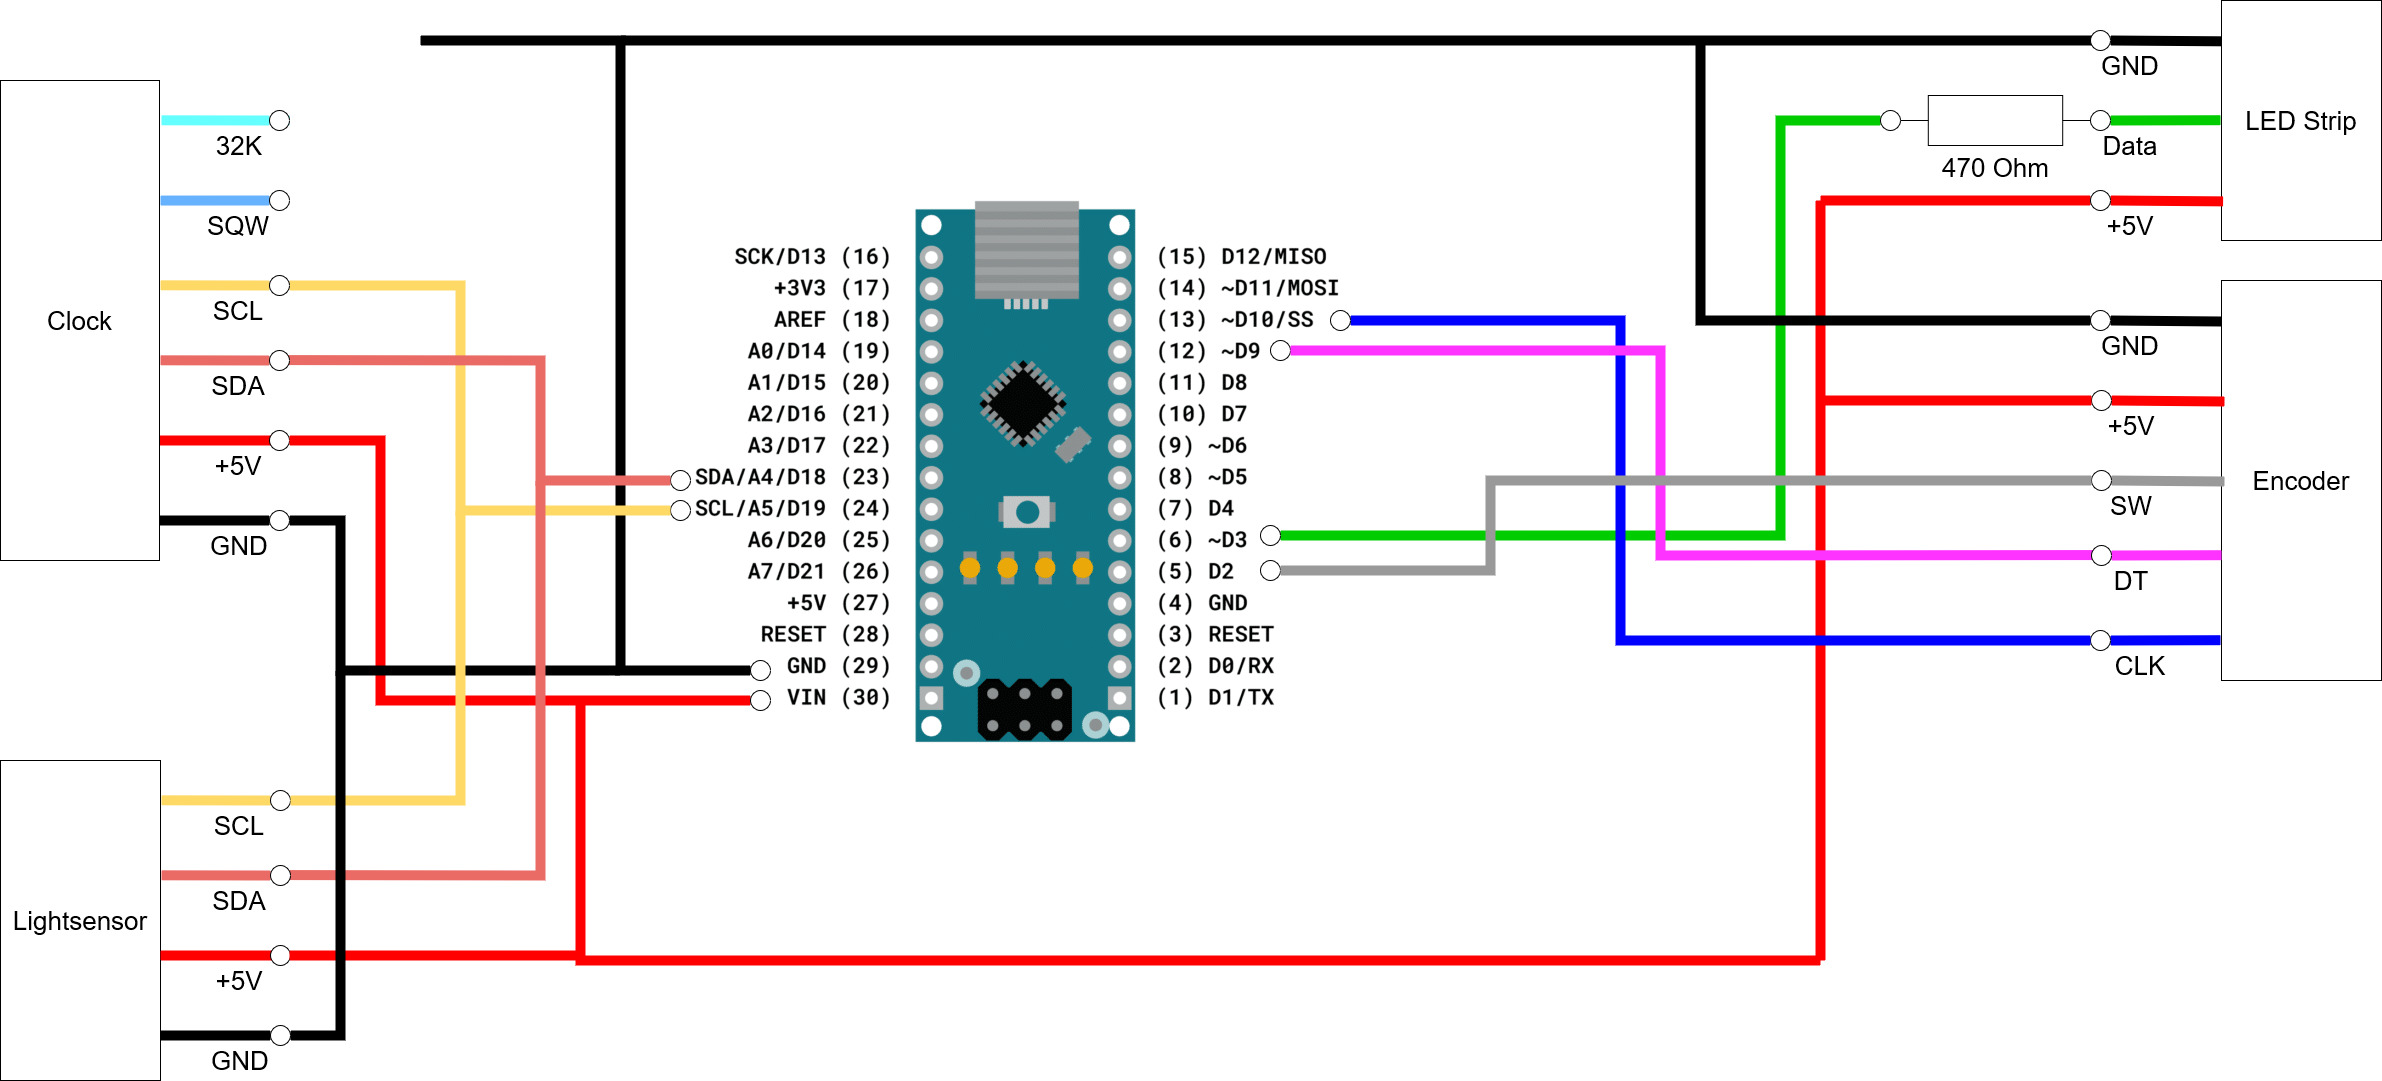 GND
LED Strip
Data
470 Ohm
+5V
32K
SQW
SCL
Clock
SDA
+5V
GND
SCK/D13 (16)
+3V3 (17)
AREF (18)
A0/D14 (19)
A1/D15 (20)
A2/D16 (21)
A3/D17 (22)
SDA/A4/D18 (23)
SCL/A5/D19 (24)
A6/D20 (25)
A7/D21 (26)
+5V (27)
RESET (28)
GND (29)
VIN (30)
(15) D12/MISO
(14) ~D11/MOSI
(13) ~D10/SS
(12) ~D9
(11) D8
(10) D7
(9) ~D6
(8) ~D5
(7) D4
(6) ~D3
(5) D2
(4) GND
(3) RESET
(2) D0/RX
(1) D1/TX
GND
+5V
Encoder
SW
DT
CLK
SCL
SDA
Lightsensor
+5V
GND